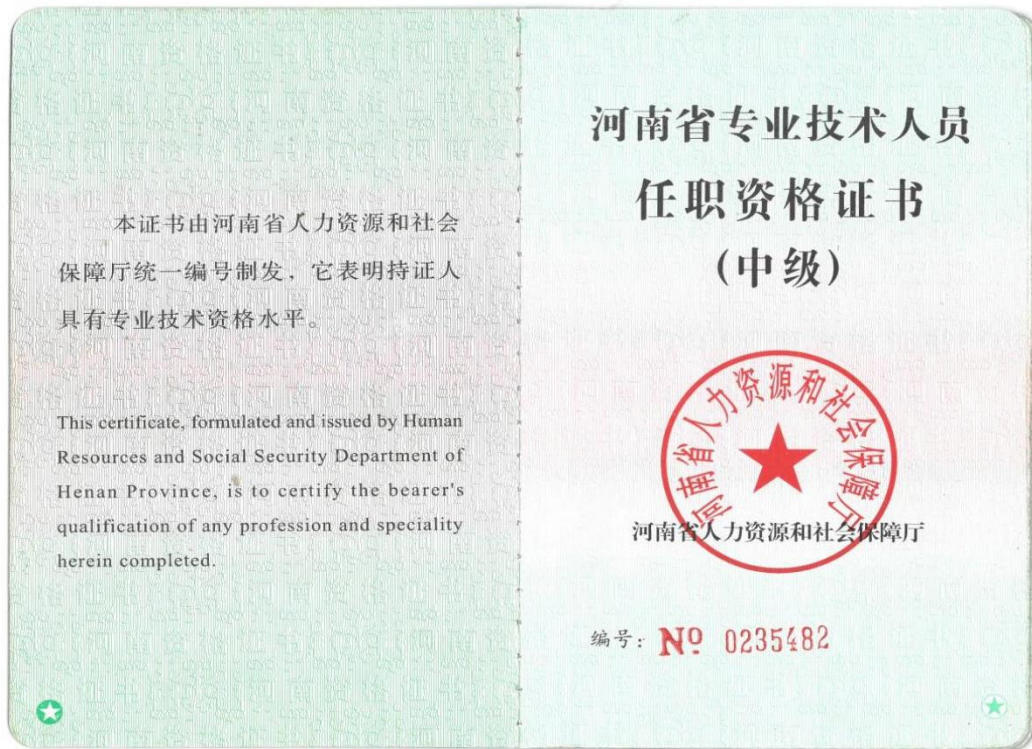 本证书由河南省人力资源和社会
保障厅统一编号制发，它表明持证人
具有专业技术资格水平。
This certificate, formulated and issued by Human
Resources and Social Security Department of
Henan Province, is to certify the bearer's
qualification of any profession and speciality
herein completed.
河南省专业技术人员
任职资格证书
(中级)
河南省人力资源和社会保障厅
河南省人力资源和社会保障厅
编号: Nº 0235482